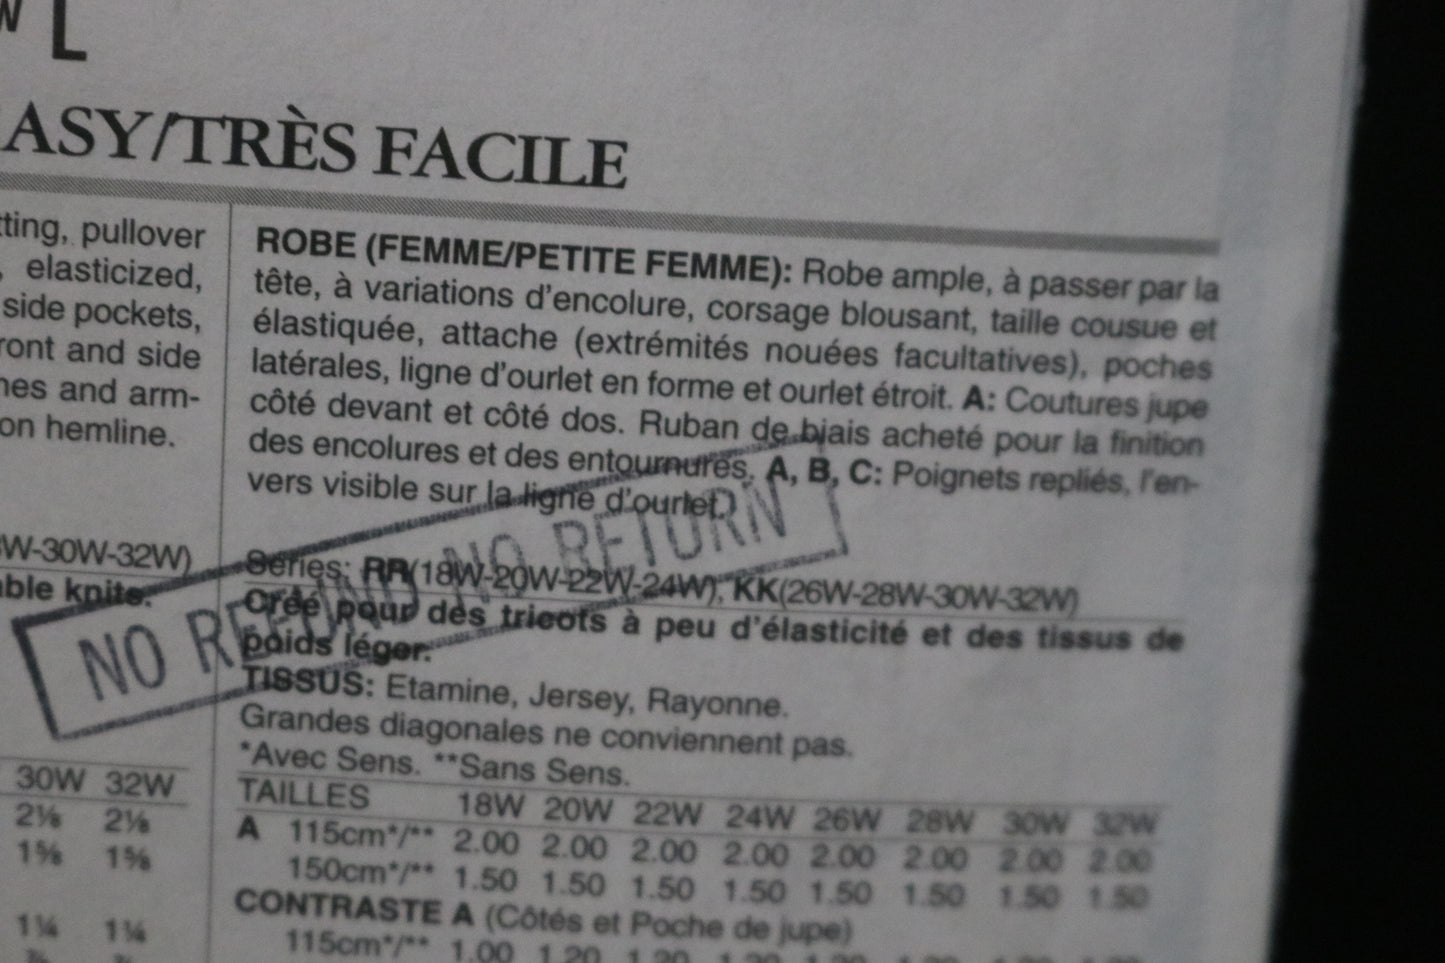 W L
ASY/TRÈS FACILE
tting, pullover
, elasticized,
side pockets,
ront and side
nes and arm-
on hemline.
W-30W-32W)
able knits.
30W 32W
2⅛ 2⅛
1⅝ 1⅝
1¼ 1¼
ROBE (FEMME/PETITE FEMME): Robe ample, à passer par la
tête, à variations d'encolure, corsage blousant, taille cousue et
élastiquée, attache (extrémités nouées facultatives), poches
latérales, ligne d'ourlet en forme et ourlet étroit. A: Coutures jupe
côté devant et côté dos. Ruban de biais acheté pour la finition
des encolures et des entournures. A, B, C: Poignets repliés, l'en-
vers visible sur la ligne d'ourlet.
NO REFUND NO RETURN
Séries: RR(18W-20W-22W-24W), KK(26W-28W-30W-32W)
Créé pour des tricots à peu d'élasticité et des tissus de
poids léger.
TISSUS: Etamine, Jersey, Rayonne.
Grandes diagonales ne conviennent pas.
*Avec Sens. **Sans Sens.
TAILLES 18W 20W 22W 24W 26W 28W 30W 32W
A 115cm*/** 2.00 2.00 2.00 2.00 2.00 2.00 2.00 2.00
150cm*/** 1.50 1.50 1.50 1.50 1.50 1.50 1.50 1.50
CONTRASTE A (Côtés et Poche de jupe)
115cm*/** 1.00 1.20 1.20